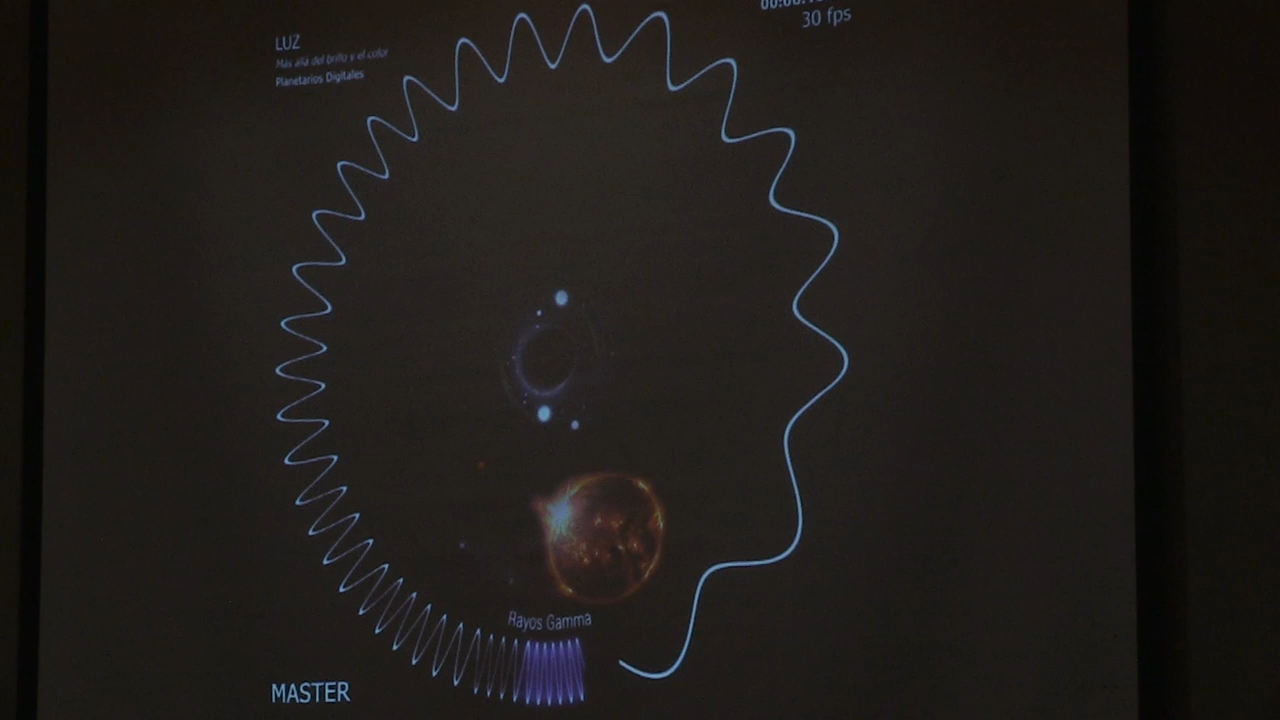 LUZ
Más allá del brillo y el color
Planetarios Digitales
30 fps
Rayos Gamma
MASTER